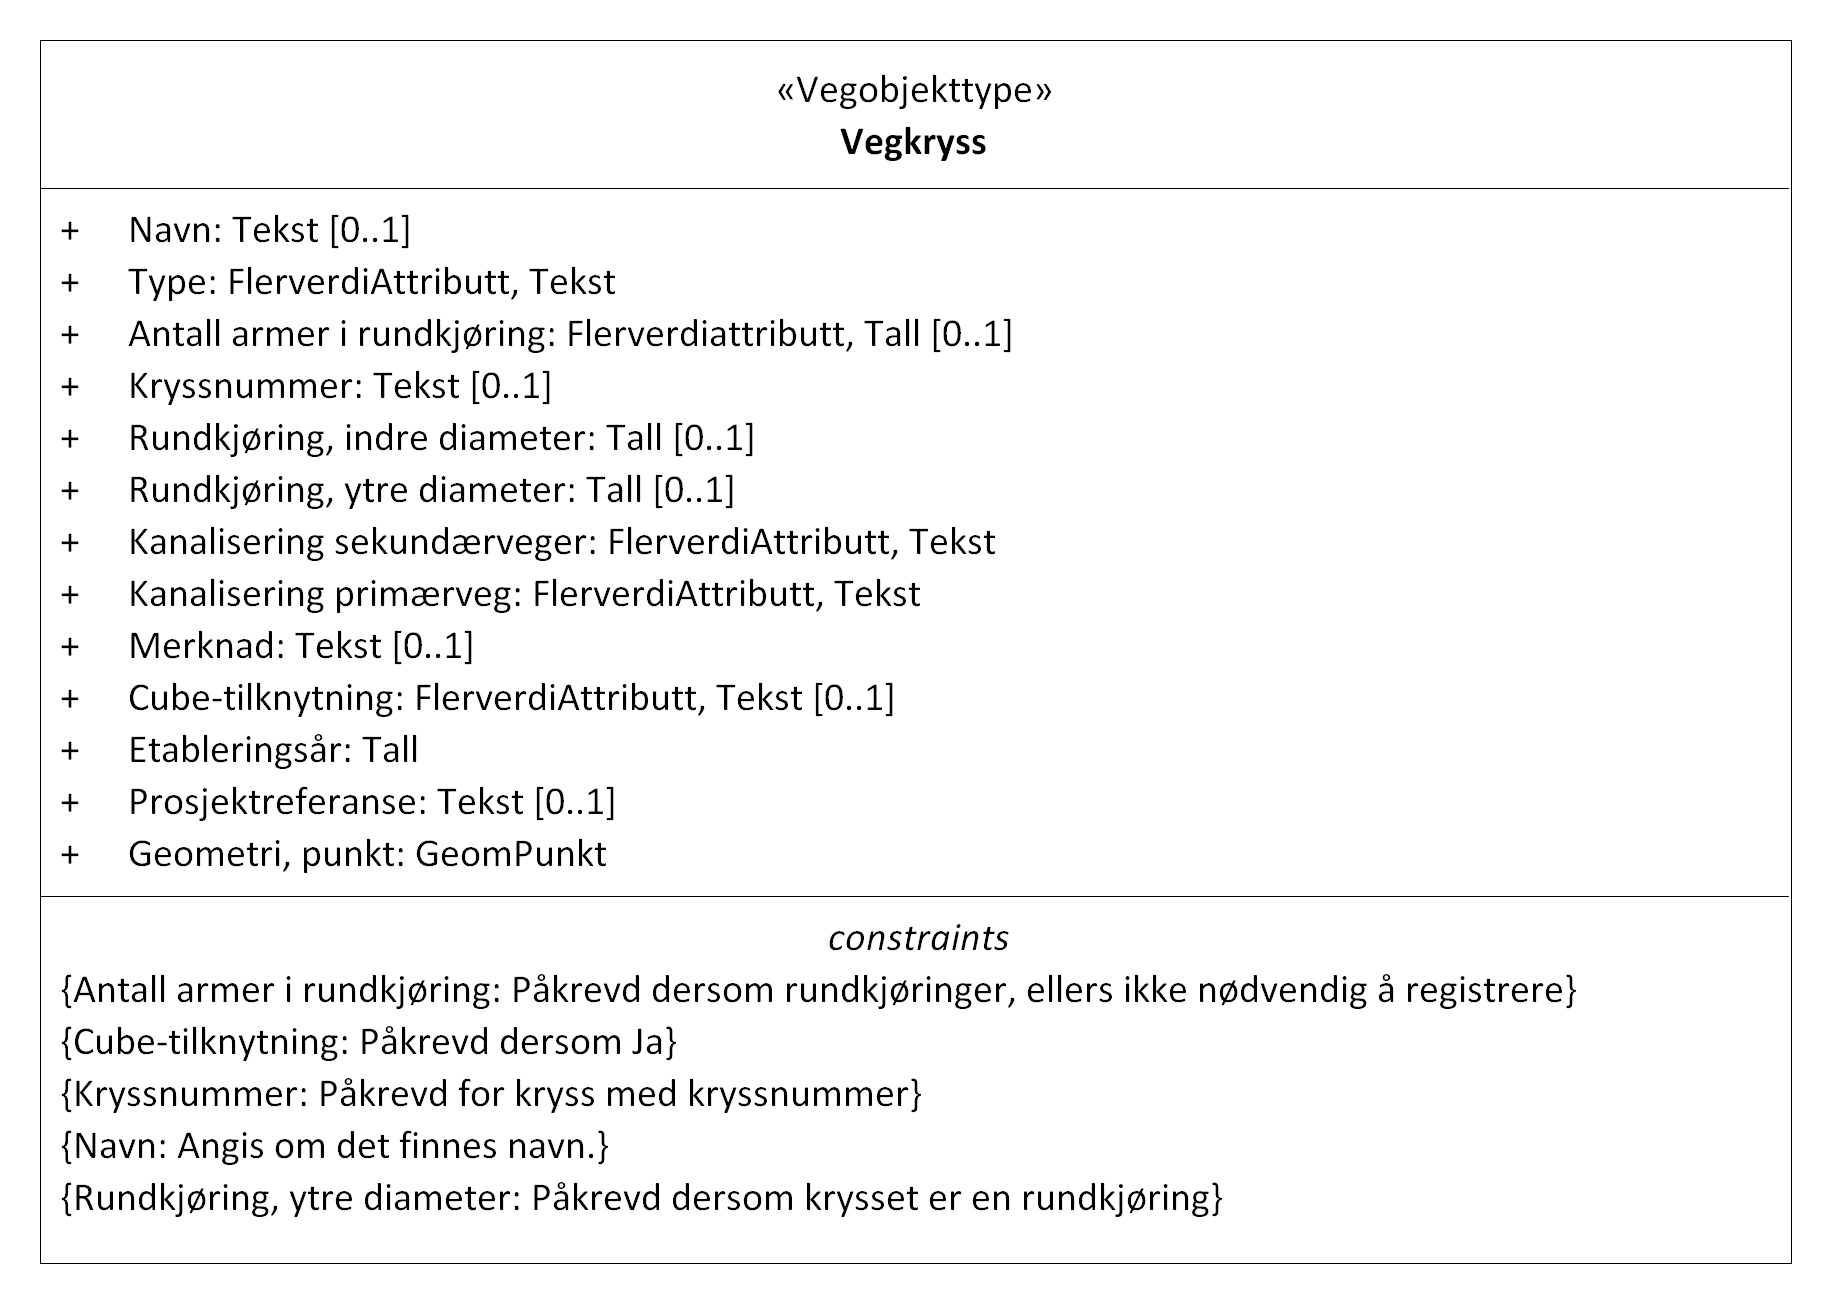 «Vegobjekttype»
Vegkryss
+ Navn: Tekst [0..1]
+ Type: FlerverdiAttributt, Tekst
+ Antall armer i rundkjøring: Flerverdiattributt, Tall [0..1]
+ Kryssnummer: Tekst [0..1]
+ Rundkjøring, indre diameter: Tall [0..1]
+ Rundkjøring, ytre diameter: Tall [0..1]
+ Kanalisering sekundærveger: FlerverdiAttributt, Tekst
+ Kanalisering primærveg: FlerverdiAttributt, Tekst
+ Merknad: Tekst [0..1]
+ Cube-tilknytning: FlerverdiAttributt, Tekst [0..1]
+ Etableringsår: Tall
+ Prosjektreferanse: Tekst [0..1]
+ Geometri, punkt: GeomPunkt
constraints
{Antall armer i rundkjøring: Påkrevd dersom rundkjøringer, ellers ikke nødvendig å registrere}
{Cube-tilknytning: Påkrevd dersom Ja}
{Kryssnummer: Påkrevd for kryss med kryssnummer}
{Navn: Angis om det finnes navn.}
{Rundkjøring, ytre diameter: Påkrevd dersom krysset er en rundkjøring}